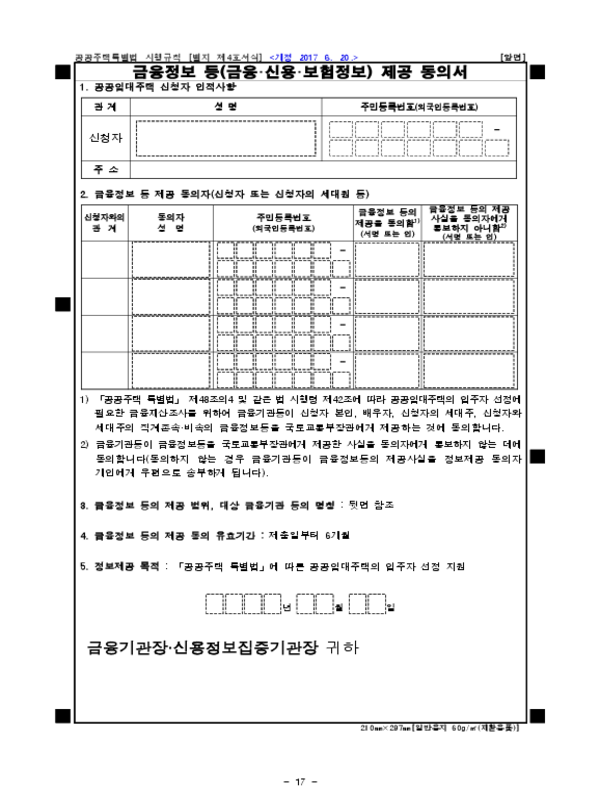 공공주택특별법 시행규칙 [별지 제4호서식] <개정 2017. 6. 20.> [앞면]
금융정보 등(금융·신용·보험정보) 제공 동의서
1. 공공임대주택 신청자 인적사항
관 계 성 명 주민등록번호(외국인등록번호)
신청자 –
주 소
2. 금융정보 등 제공 동의자(신청자 또는 신청자의 세대원 등)
신청자와의 관 계 동의자 성 명 주민등록번호 (외국인등록번호) 금융정보 등의 제공을 동의함1) (서명 또는 인) 금융정보 등의 제공 사실을 동의자에게 통보하지 아니함2) (서명 또는 인)
–
–
–
–
1) 「공공주택 특별법」 제48조의4 및 같은 법 시행령 제42조에 따라 공공임대주택의 입주자 선정에
필요한 금융재산조사를 위하여 금융기관등이 신청자 본인, 배우자, 신청자의 세대주, 신청자와
세대주의 직계존속·비속의 금융정보등을 국토교통부장관에게 제공하는 것에 동의합니다.
2) 금융기관등이 금융정보등을 국토교통부장관에게 제공한 사실을 동의자에게 통보하지 않는 데에
동의합니다(동의하지 않는 경우 금융기관등이 금융정보등의 제공사실을 정보제공 동의자
개인에게 우편으로 송부하게 됩니다).
3. 금융정보 등의 제공 범위, 대상 금융기관 등의 명칭 : 뒷면 참조
4. 금융정보 등의 제공 동의 유효기간 : 제출일부터 6개월
5. 정보제공 목적 : 「공공주택 특별법」에 따른 공공임대주택의 입주자 선정 지원
년 월 일
금융기관장·신용정보집중기관장 귀하
210㎜×297㎜[일반용지 60g/㎡(재활용품)]
– 17 –